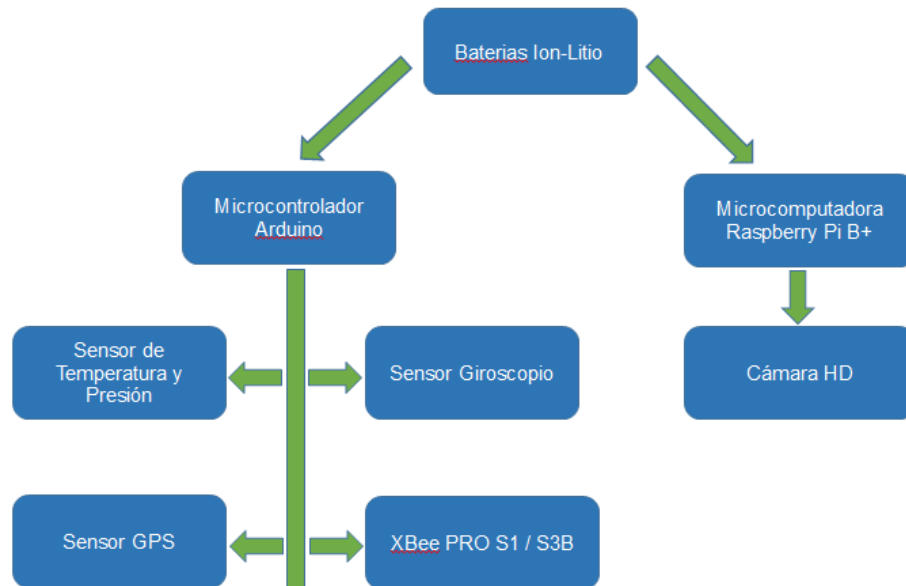 Baterias Ion-Litio
Microcontrolador
Arduino
Microcomputadora
Raspberry Pi B+
Sensor de
Temperatura y
Presión
Sensor Giroscopio
Cámara HD
Sensor GPS
XBee PRO S1 / S3B